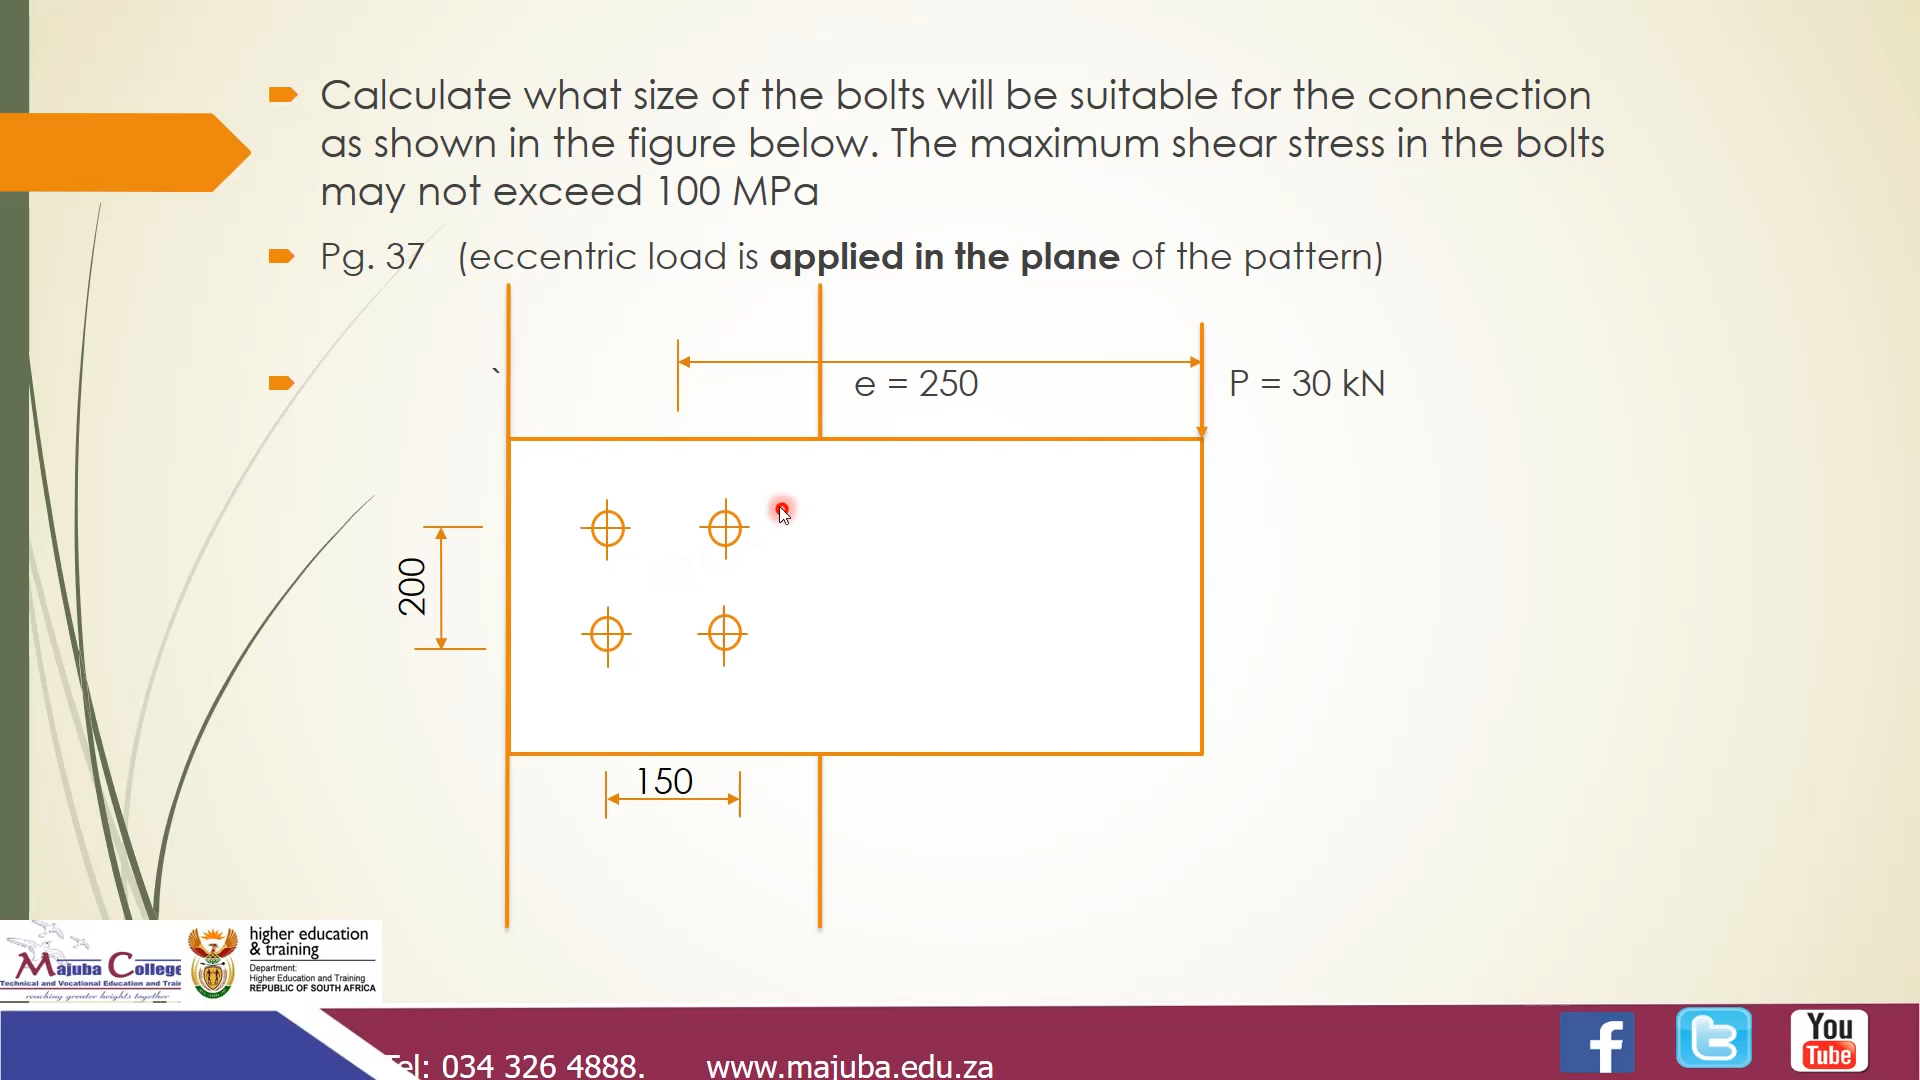 Calculate what size of the bolts will be suitable for the connection
as shown in the figure below. The maximum shear stress in the bolts
may not exceed 100 MPa
Pg. 37 (eccentric load is applied in the plane of the pattern)
`
e = 250
P = 30 kN
200
150
Majuba College
Technical and Vocational Education and Train
reaching greater heights together
higher education
& training
Department:
Higher Education and Training
REPUBLIC OF SOUTH AFRICA
Tel: 034 326 4888. www.majuba.edu.za
f
t
You
Tube